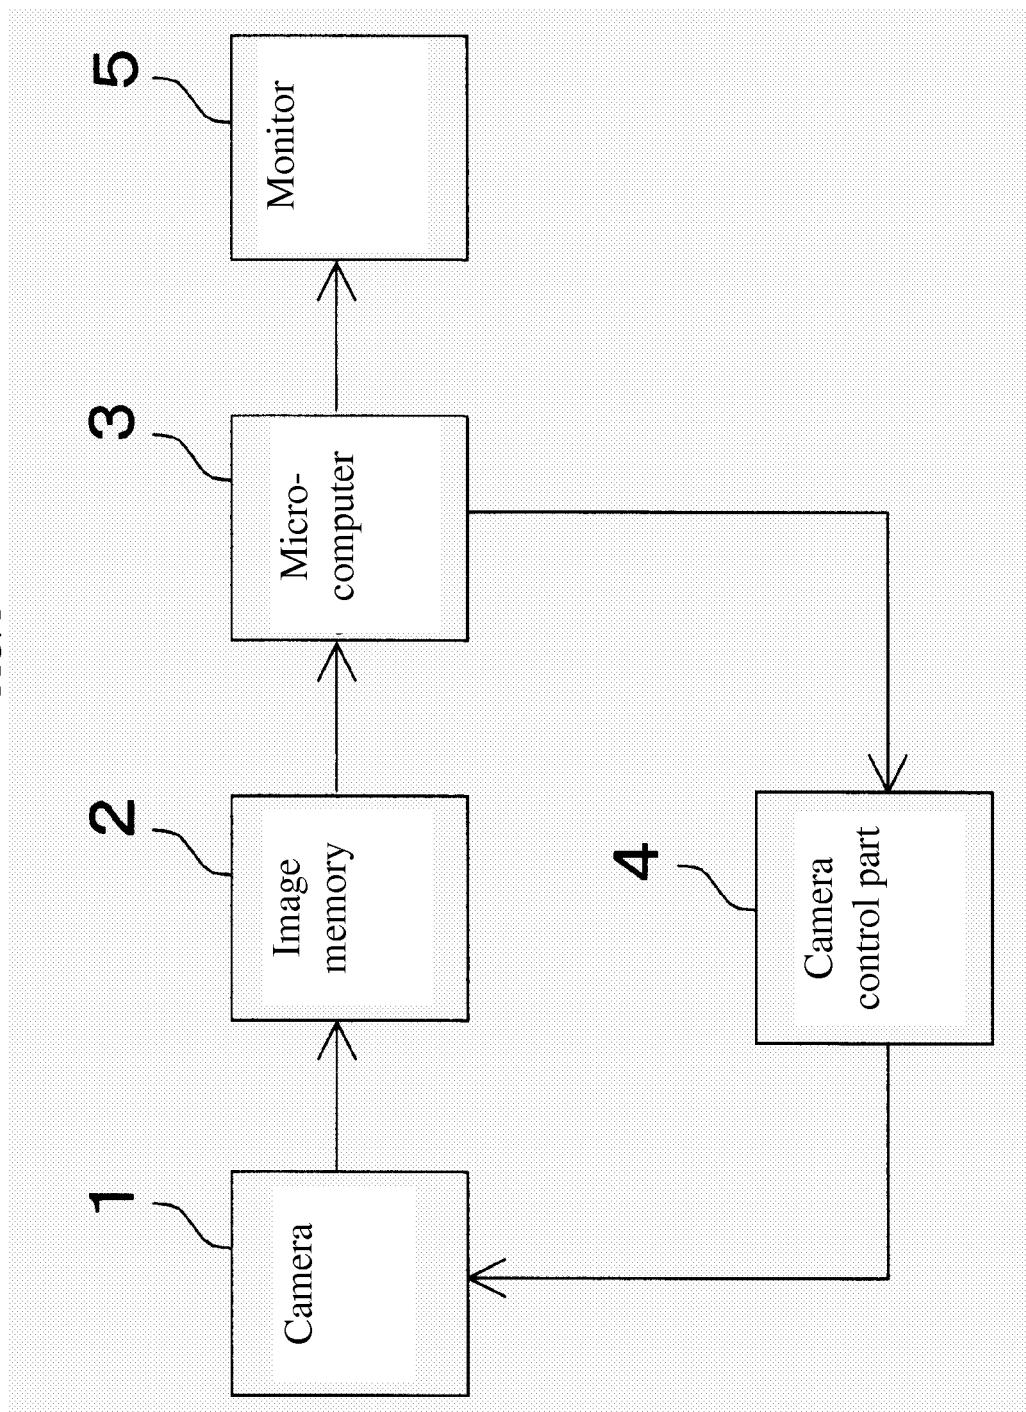 1
Camera
2
Image
memory
3
Micro-
computer
5
Monitor
4
Camera
control part